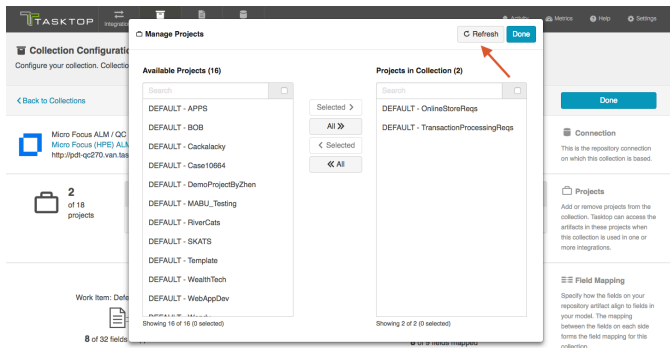 TASKTOP
Integration
Activity
Metrics
Help
Settings
Manage Projects
Refresh
Done
Collection Configuratio
Configure your collection. Collectio
Available Projects (16)
Projects in Collection (2)
Search
Search
Back to Collections
Done
DEFAULT - APPS
DEFAULT - BOB
DEFAULT - Cackalacky
DEFAULT - Case10664
DEFAULT - DemoProjectByZhen
DEFAULT - MABU_Testing
DEFAULT - RiverCats
DEFAULT - SKATS
DEFAULT - Template
DEFAULT - WealthTech
DEFAULT - WebAppDev
Selected >
All »
< Selected
« All
DEFAULT - OnlineStoreReqs
DEFAULT - TransactionProcessingReqs
Showing 16 of 16 (0 selected)
Showing 2 of 2 (0 selected)
Micro Focus ALM / QC
Micro Focus (HPE) ALM
http://pdt-qc270.van.tas
2
of 18
projects
Work Item: Defe
8 of 32 fields
8 of 9 fields mapped
Connection
This is the repository connection
on which this collection is based.
Projects
Add or remove projects from the
collection. Tasktop can access the
artifacts in these projects when
this collection is used in one or
more integrations.
Field Mapping
Specify how the fields on your
repository artifact align to fields in
your model. The mapping
between the fields on each side
forms the field mapping for this
collection.